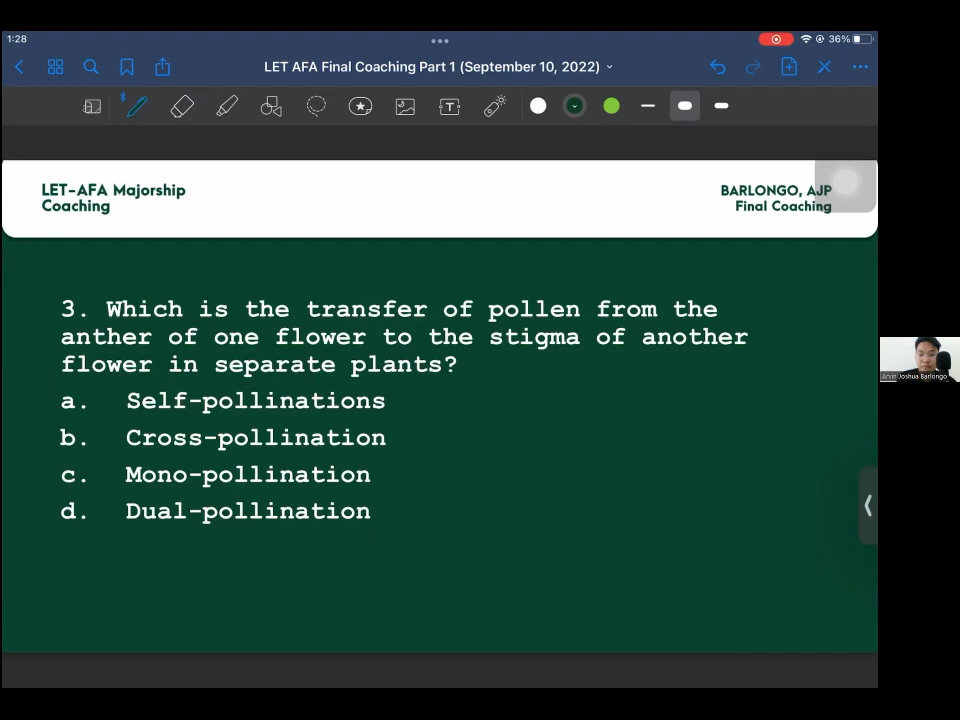 1:28
36%
LET AFA Final Coaching Part 1 (September 10, 2022)
LET-AFA Majorship
Coaching
BARLONGO, AJP
Final Coaching
3. Which is the transfer of pollen from the
anther of one flower to the stigma of another
flower in separate plants?
a. Self-pollinations
b. Cross-pollination
c. Mono-pollination
d. Dual-pollination
Arvin Joshua Barlongo